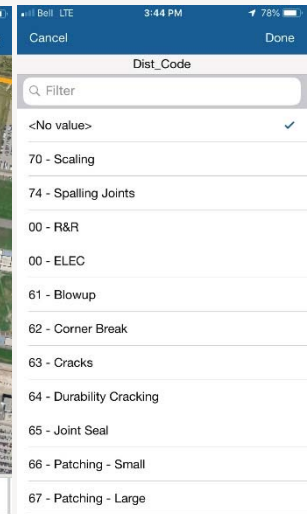 Bell LTE 3:44 PM 78%
Cancel Done
Dist_Code
Filter
<No value>
70 - Scaling
74 - Spalling Joints
00 - R&R
00 - ELEC
61 - Blowup
62 - Corner Break
63 - Cracks
64 - Durability Cracking
65 - Joint Seal
66 - Patching - Small
67 - Patching - Large